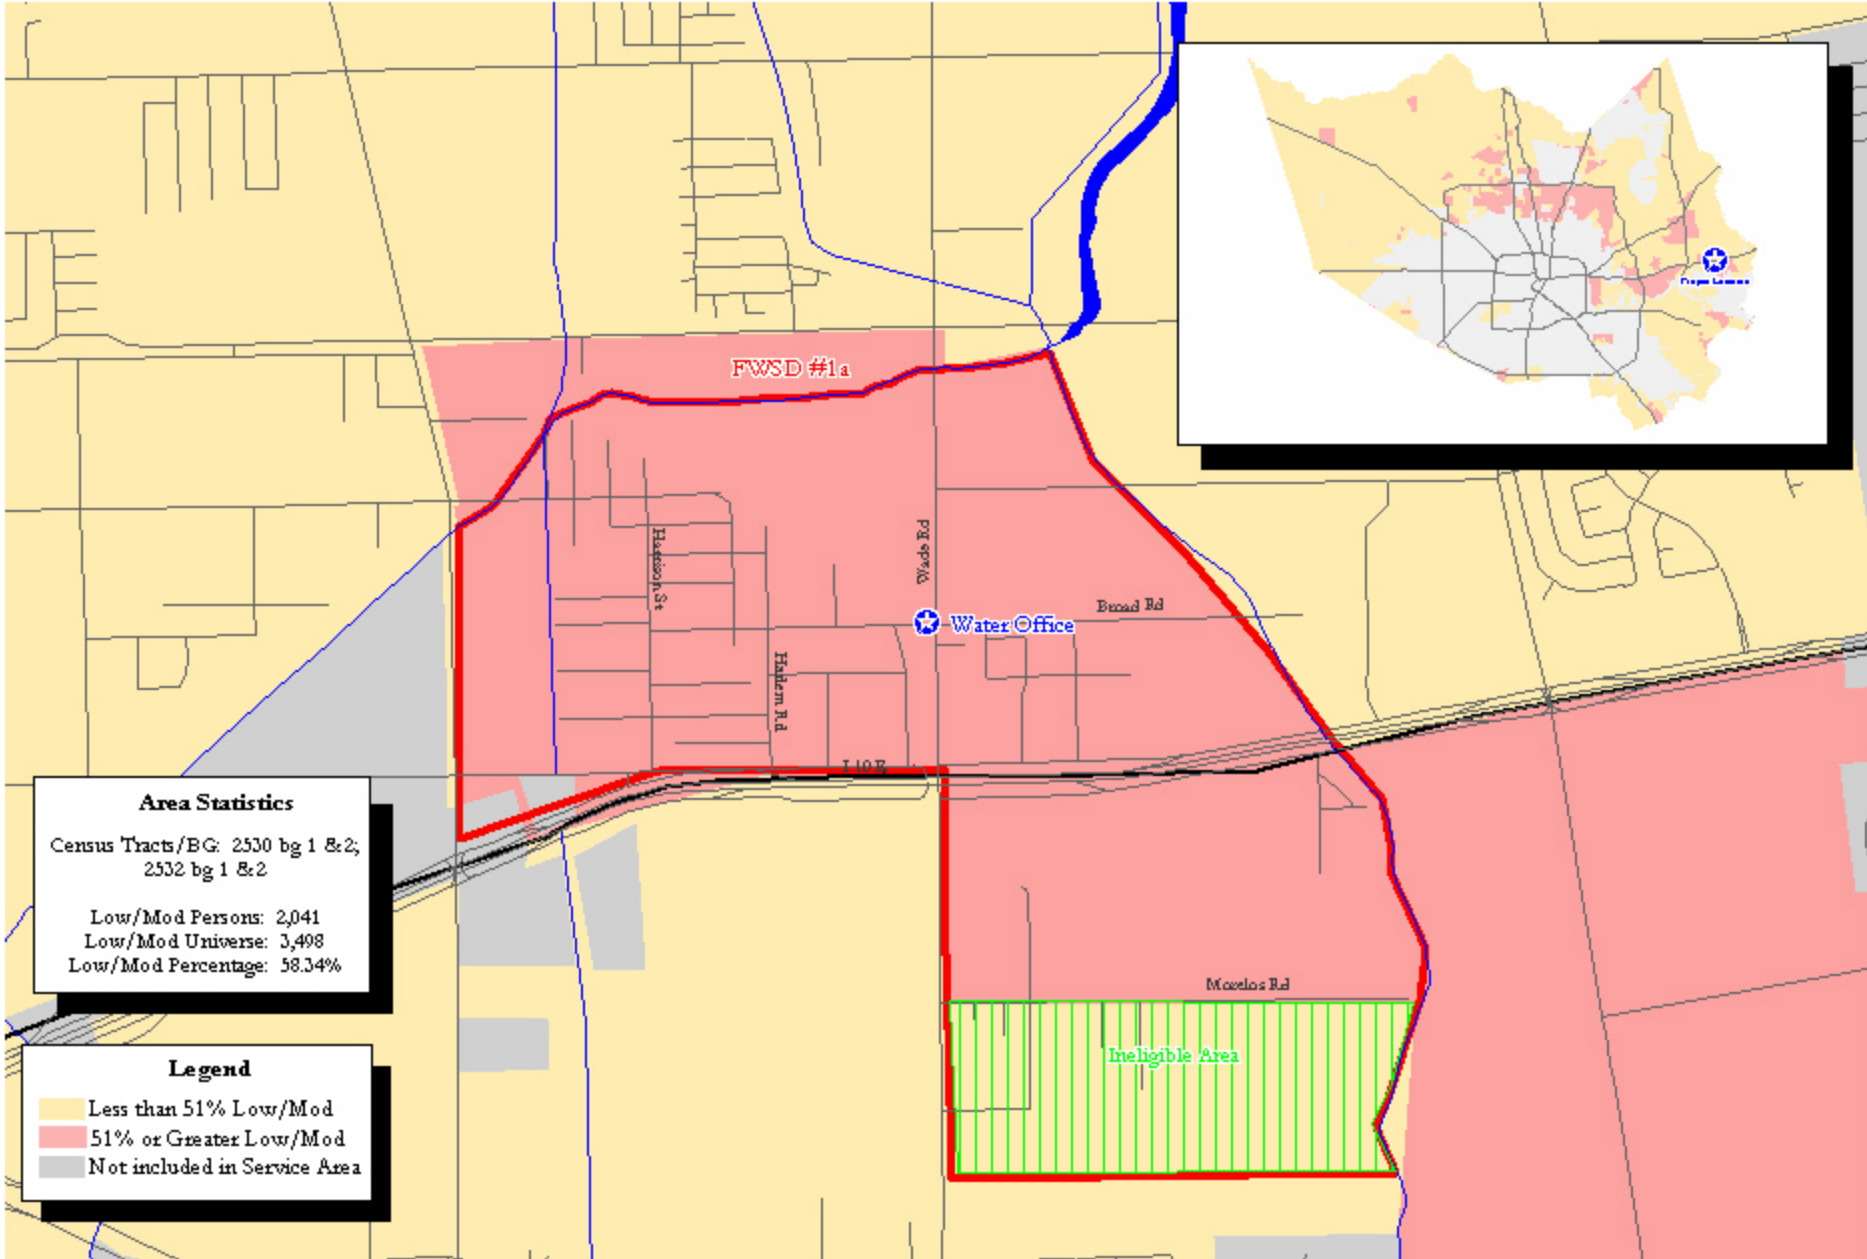 FWSD #1a
Harrison St
Wade Rd
Broad Rd
Water Office
Harlem Rd
I 10 E
Area Statistics
Census Tracts/BG: 2530 bg 1 &2;
2532 bg 1 &2
Low/Mod Persons: 2,041
Low/Mod Universe: 3,498
Low/Mod Percentage: 58.34%
Morelos Rd
Ineligible Area
Legend
Less than 51% Low/Mod
51% or Greater Low/Mod
Not included in Service Area